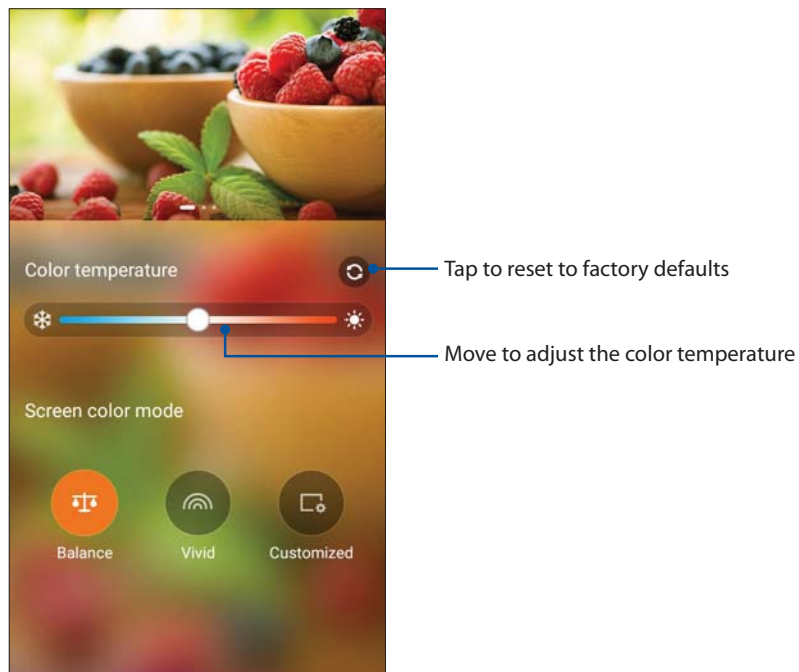 Color temperature
Tap to reset to factory defaults
Move to adjust the color temperature
Screen color mode
Balance
Vivid
Customized